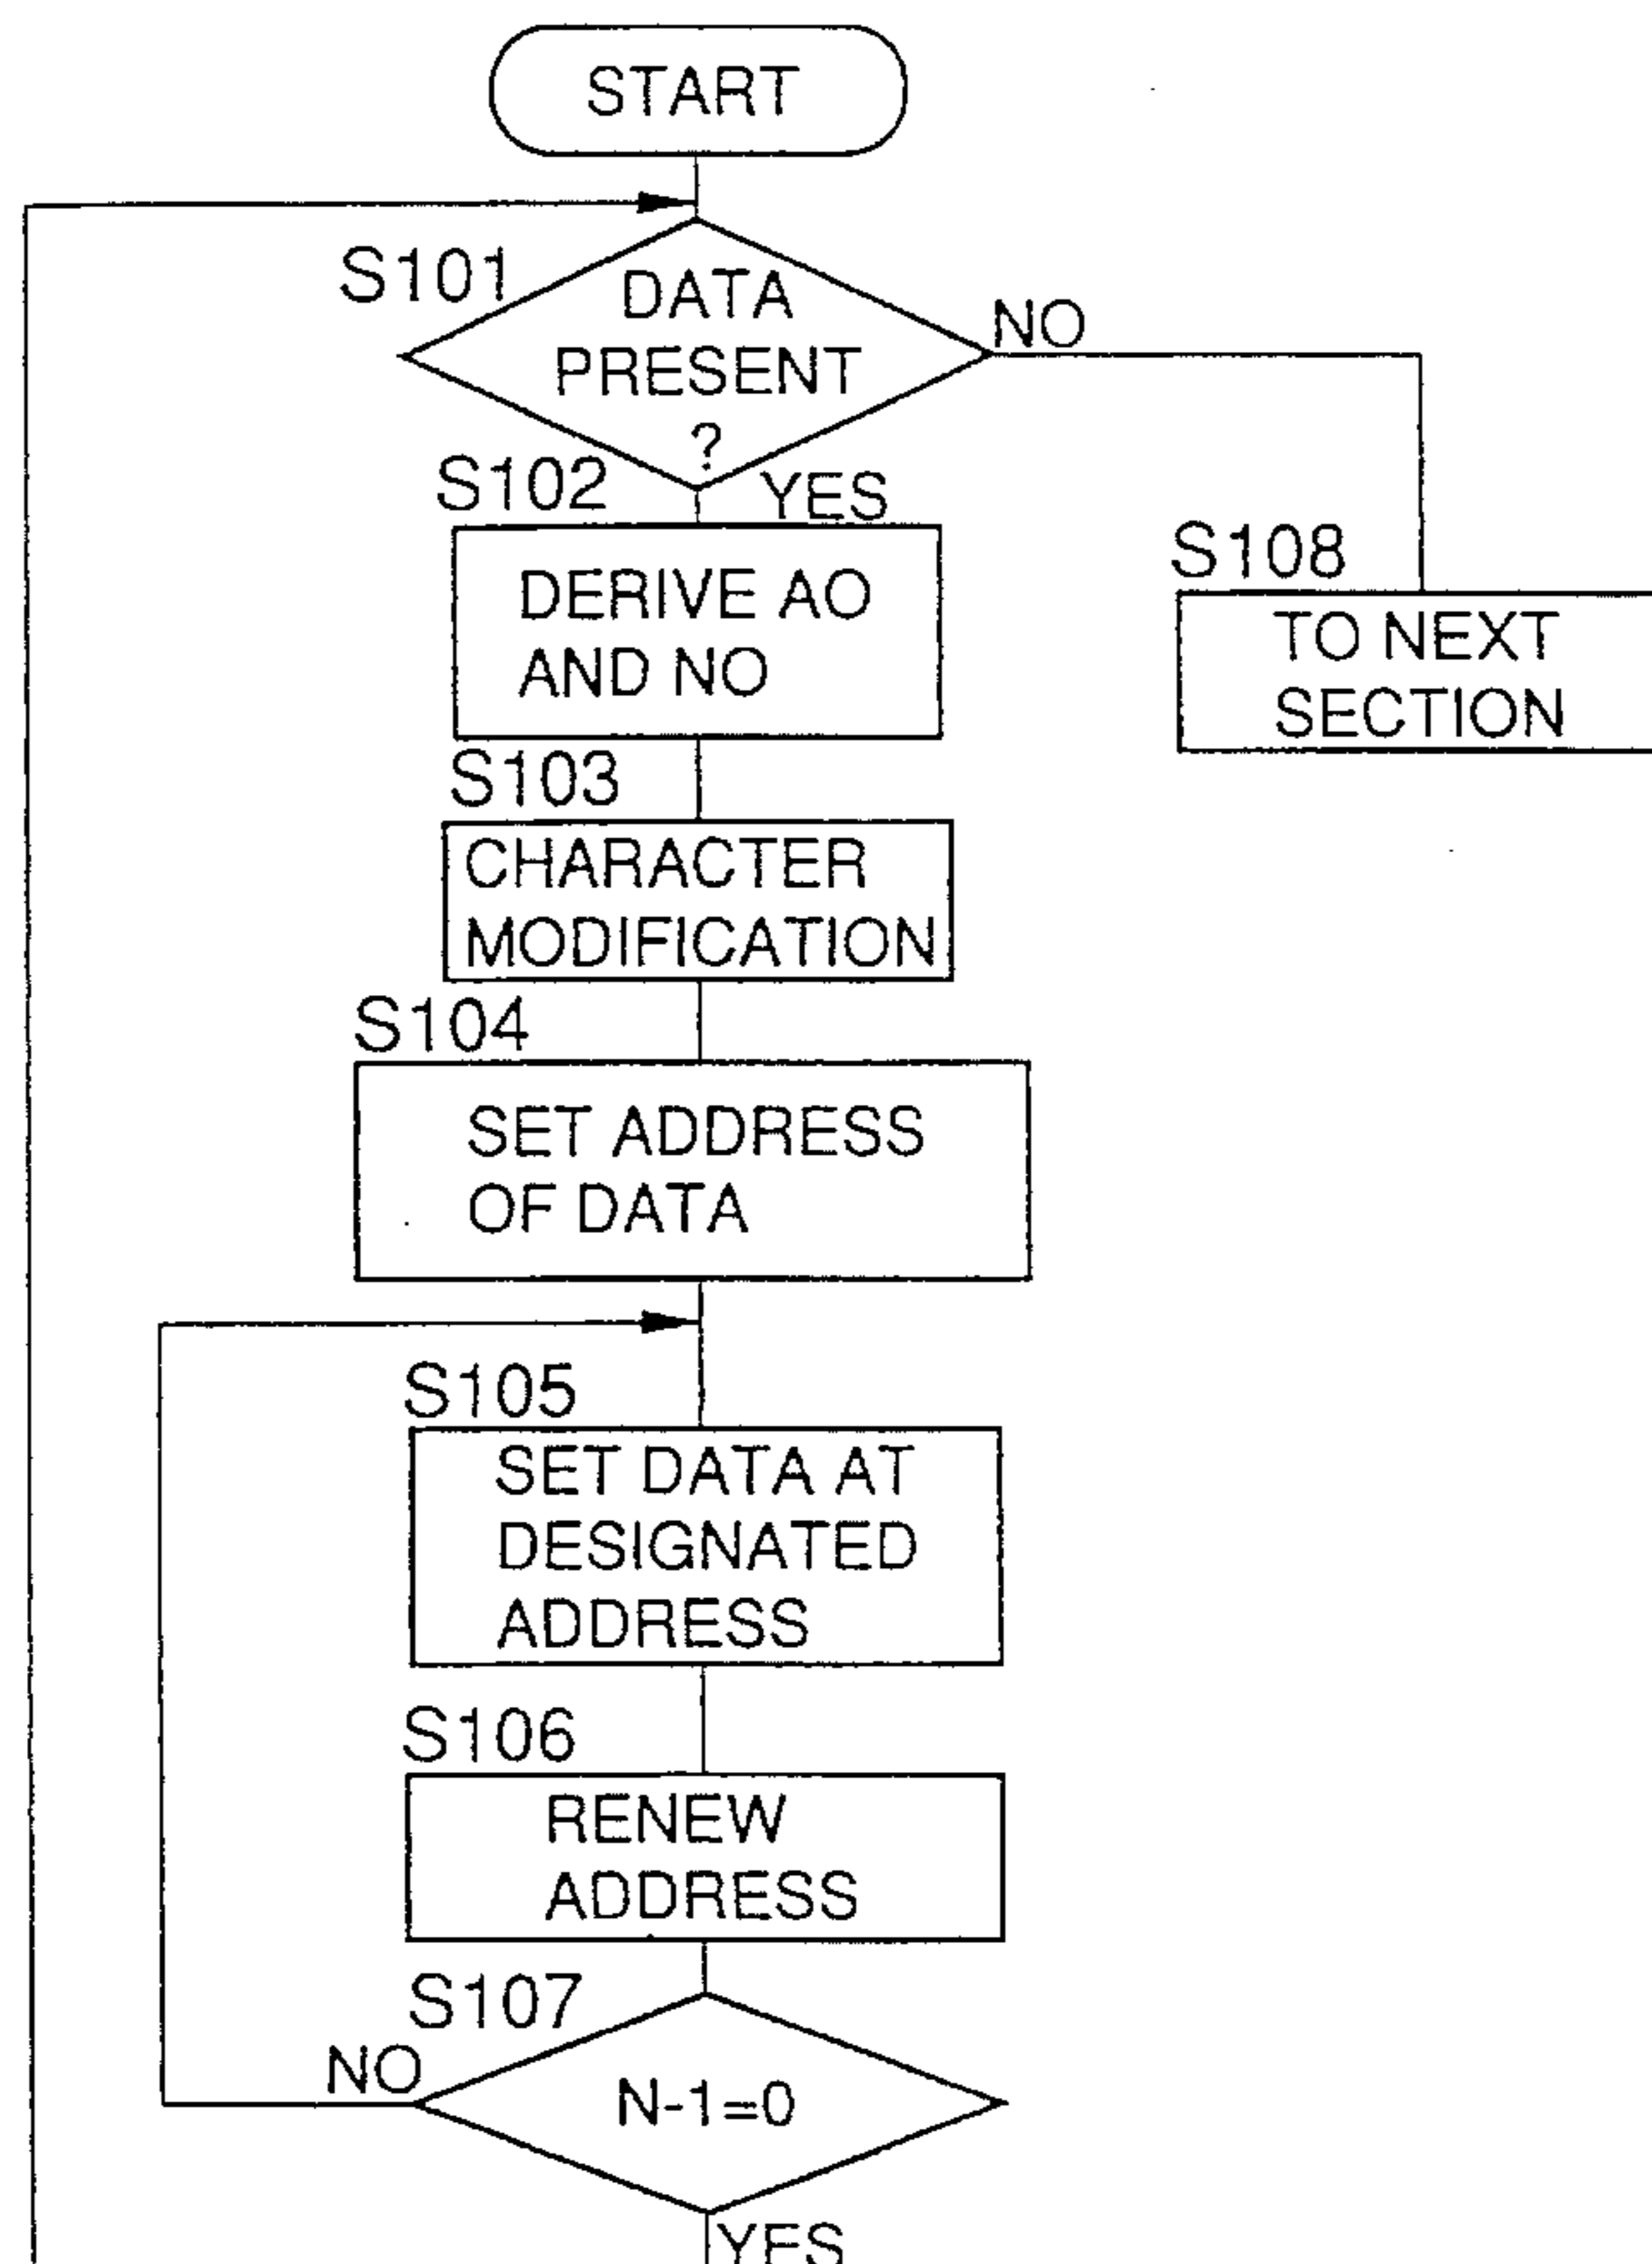 START
S101
DATA
PRESENT
?
NO
S102
YES
DERIVE AO
AND NO
S108
TO NEXT
SECTION
S103
CHARACTER
MODIFICATION
S104
SET ADDRESS
OF DATA
S105
SET DATA AT
DESIGNATED
ADDRESS
S106
RENEW
ADDRESS
S107
NO
N-1=0
YES